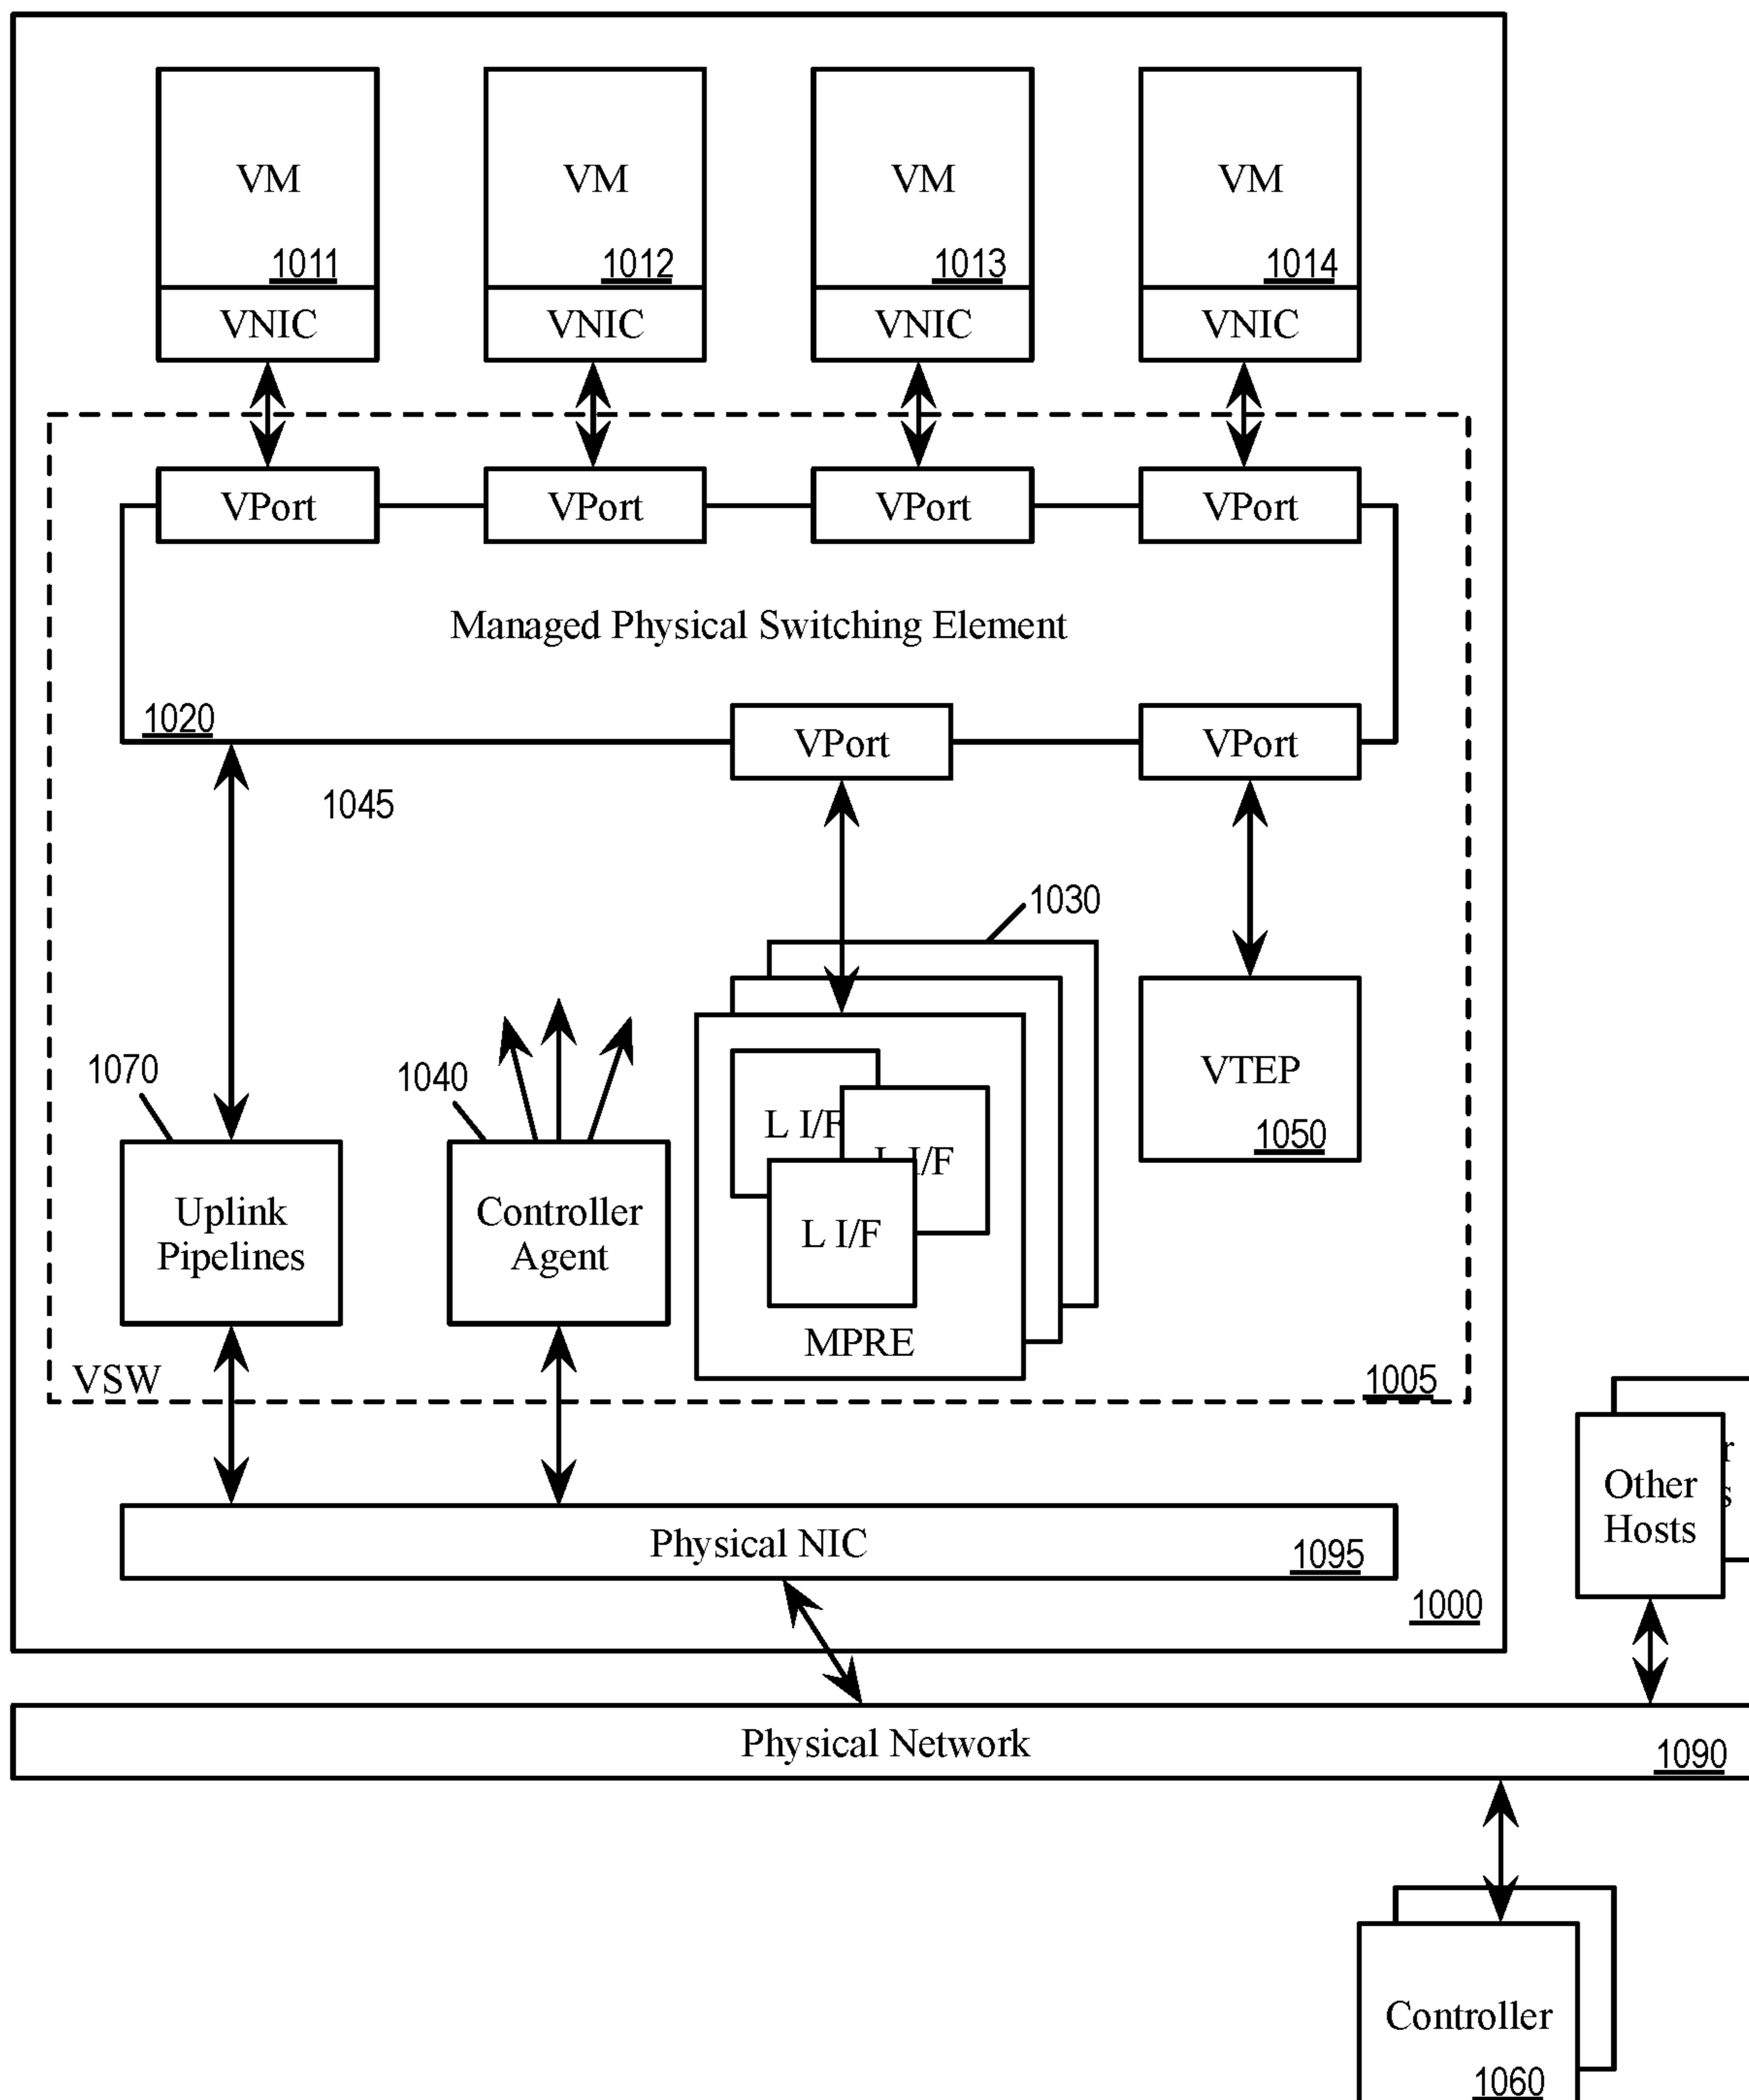 VM
1011
VNIC
VM
1012
VNIC
VM
1013
VNIC
VM
1014
VNIC
VPort
VPort
VPort
VPort
Managed Physical Switching Element
1020
VPort
VPort
1045
1030
1070
1040
Uplink
Pipelines
Controller
Agent
L I/F
L I/F
L I/F
MPRE
VTEP
1050
VSW
1005
Physical NIC
1095
1000
Other
Hosts
r
s
Physical Network
1090
Controller
1060